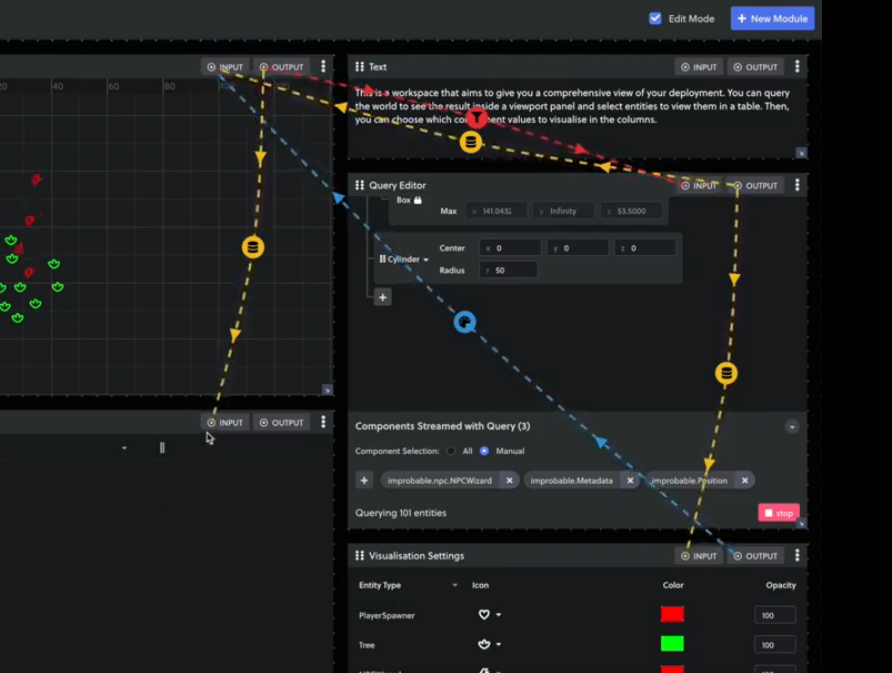 Edit Mode
+ New Module
INPUT OUTPUT
Text
INPUT OUTPUT
20 40 60 80
This is a workspace that aims to give you a comprehensive view of your deployment. You can query
the world to see the result inside a viewport panel and select entities to view them in a table. Then,
you can choose which component values to visualise in the columns.
Query Editor
INPUT OUTPUT
Box
Max x 141.0432 y Infinity z 53.5000
Cylinder
Center x 0 y 0 z 0
Radius r 50
+
INPUT OUTPUT
Components Streamed with Query (3)
Component Selection: All Manual
+ improbable.npc.NPCWizard × improbable.Metadata × improbable.Position ×
Querying 101 entities
stop
Visualisation Settings
INPUT OUTPUT
Entity Type Icon Color Opacity
PlayerSpawner 100
Tree 100